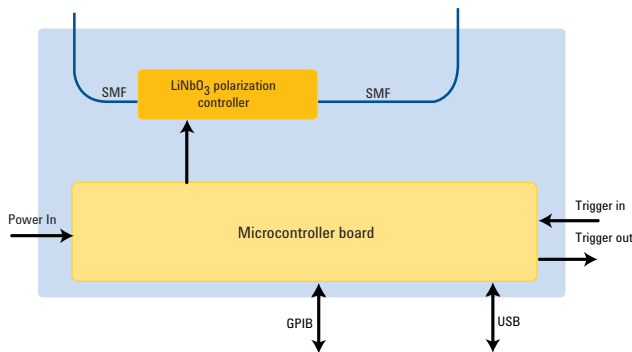 LiNbO3 polarization
controller
SMF
SMF
Power In
Microcontroller board
Trigger in
Trigger out
GPIB
USB